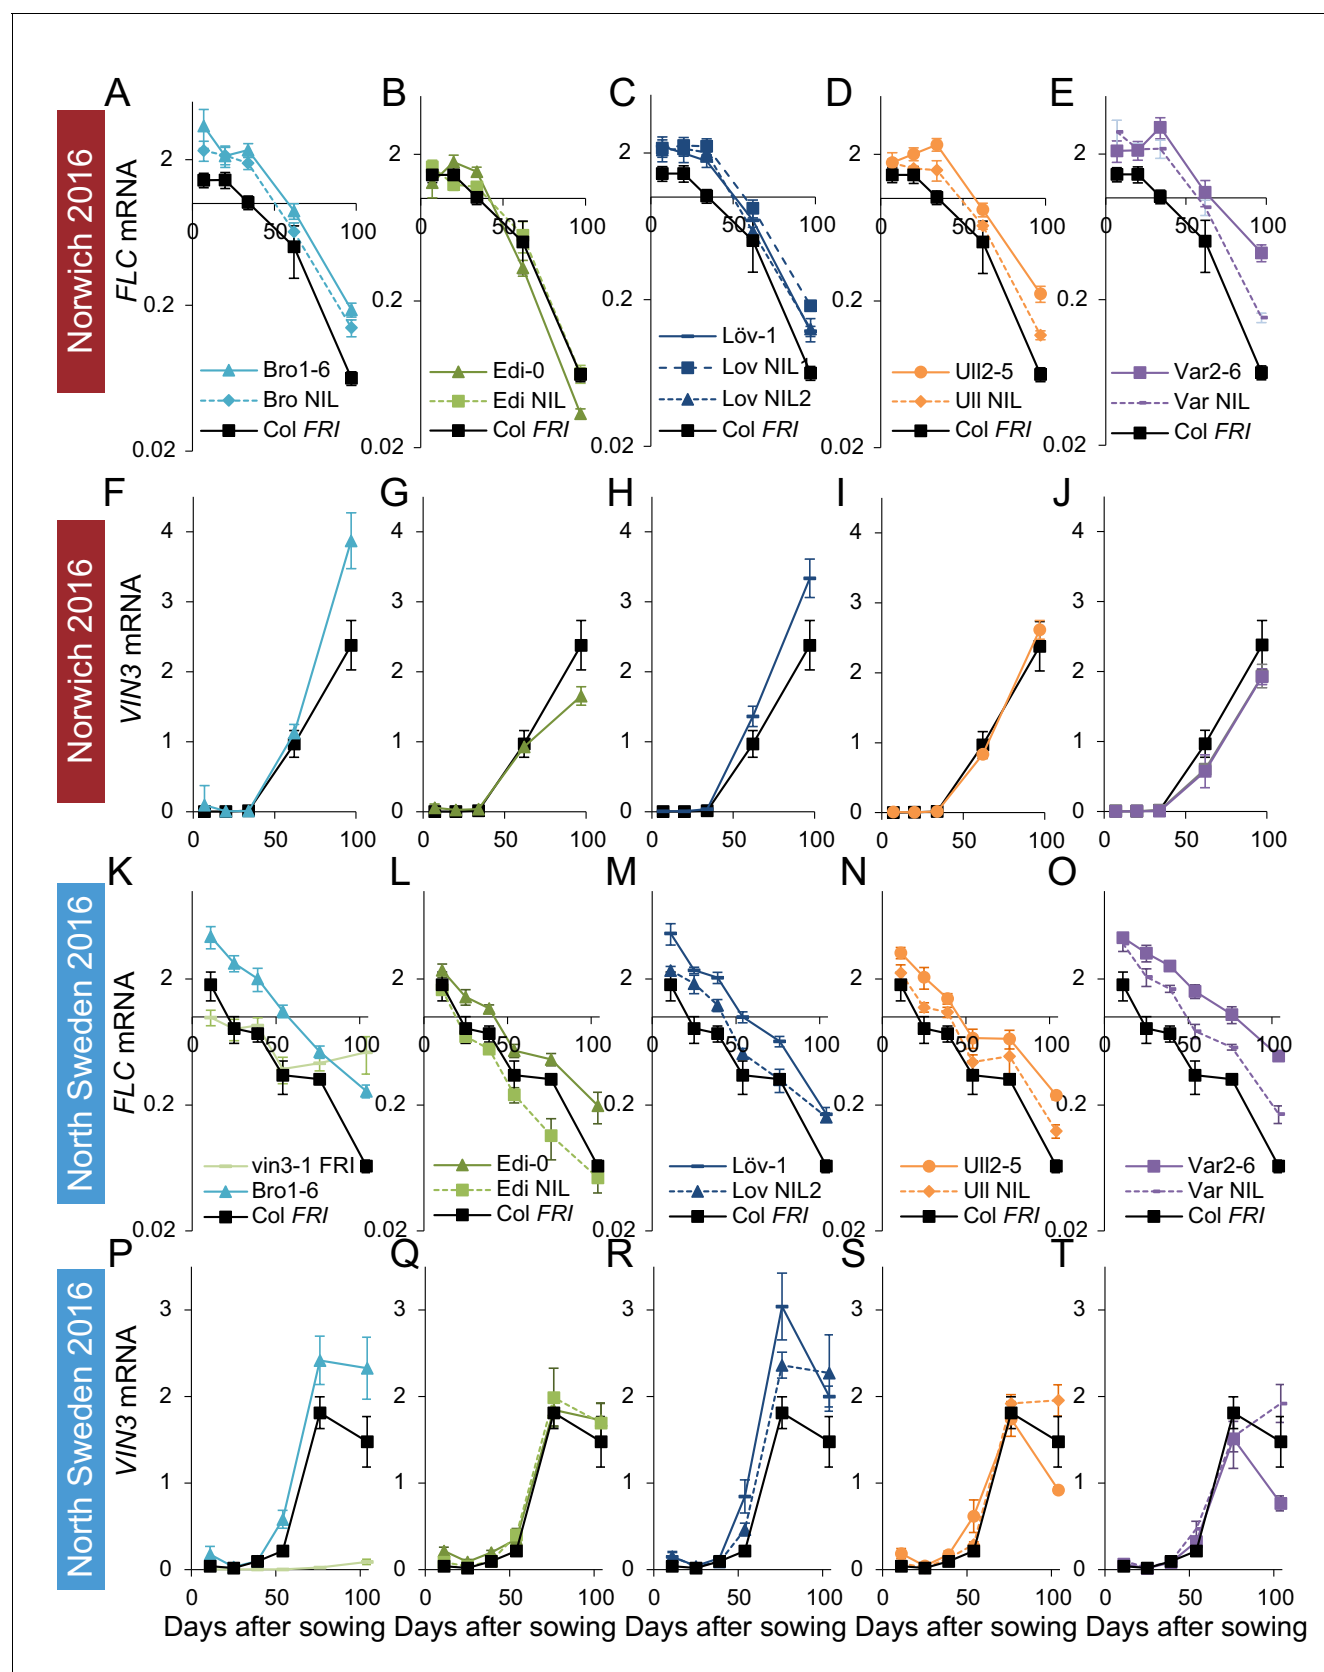 A B C D E
Norwich 2016
FLC mRNA
2 2 2 2 2
0 50 100 0 50 100 0 50 100 0 50 100 0 50 100
0.2 0.2 0.2 0.2 0.2
Bro1-6
Bro NIL
Col FRI
Edi-0
Edi NIL
Col FRI
Löv-1
Lov NIL1
Lov NIL2
Col FRI
Ull2-5
Ull NIL
Col FRI
Var2-6
Var NIL
Col FRI
0.02 0.02 0.02 0.02 0.02
F G H I J
Norwich 2016
VIN3 mRNA
4 4 4 4 4
3 3 3 3 3
2 2 2 2 2
1 1 1 1 1
0 0 0 0 0
0 50 100 0 50 100 0 50 100 0 50 100 0 50 100
K L M N O
North Sweden 2016
FLC mRNA
2 2 2 2 2
0 50 100 0 50 100 0 50 100 0 50 100 0 50 100
0.2 0.2 0.2 0.2 0.2
vin3-1 FRI
Bro1-6
Col FRI
Edi-0
Edi NIL
Col FRI
Löv-1
Lov NIL2
Col FRI
Ull2-5
Ull NIL
Col FRI
Var2-6
Var NIL
Col FRI
0.02 0.02 0.02 0.02 0.02
P Q R S T
North Sweden 2016
VIN3 mRNA
3 3 3 3 3
2 2 2 2 2
1 1 1 1 1
0 0 0 0 0
0 50 100 0 50 100 0 50 100 0 50 100 0 50 100
Days after sowing Days after sowing Days after sowing Days after sowing Days after sowing